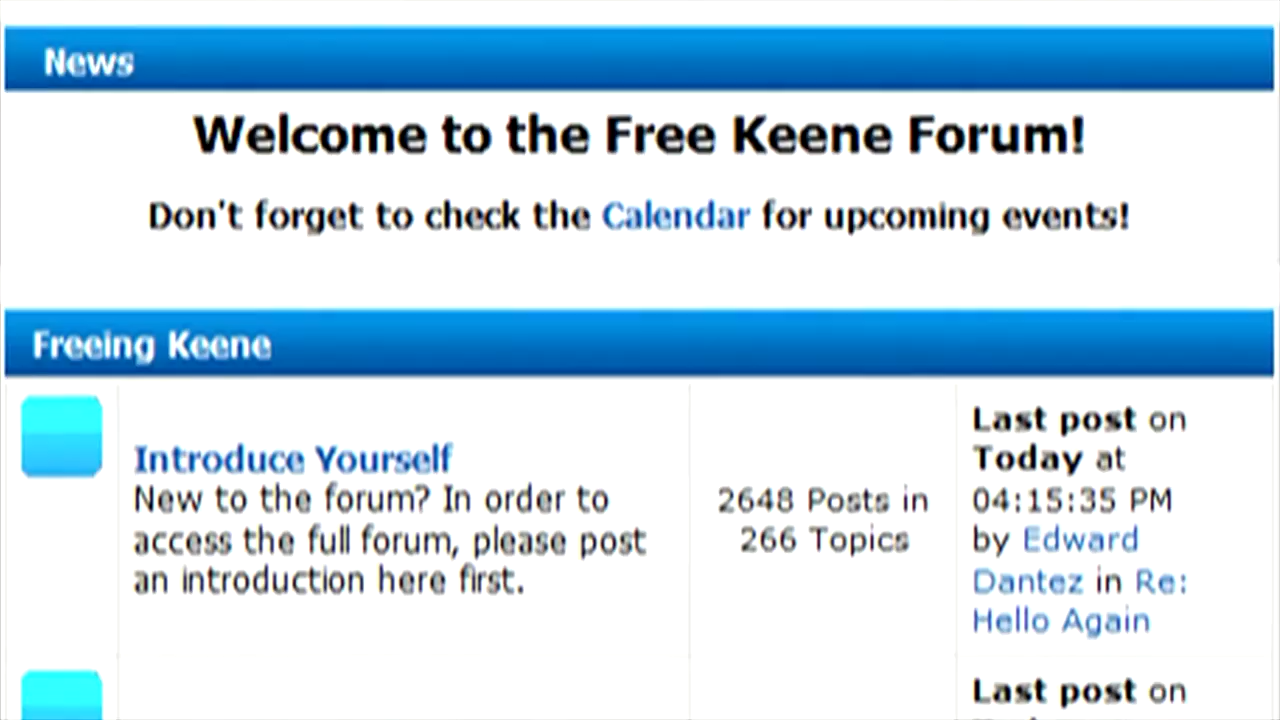 News
Welcome to the Free Keene Forum!
Don't forget to check the Calendar for upcoming events!
Freeing Keene
Introduce Yourself
New to the forum? In order to
access the full forum, please post
an introduction here first.
2648 Posts in
266 Topics
Last post on
Today at
04:15:35 PM
by Edward
Dantez in Re:
Hello Again
Last post on